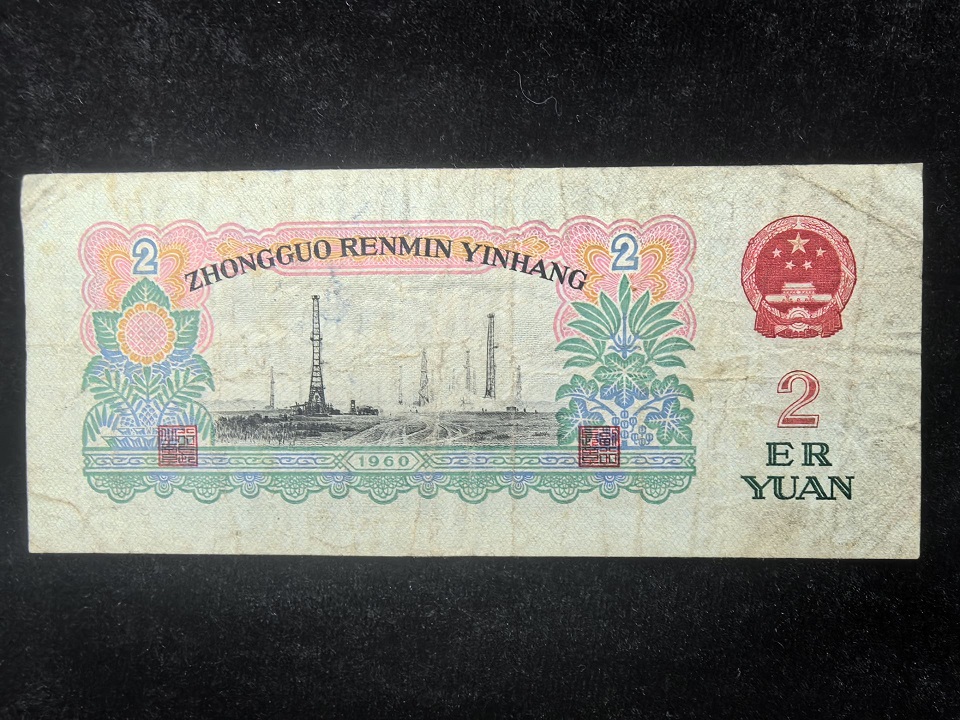 2 2
ZHONGGUO RENMIN YINHANG
1960
2
ER
YUAN